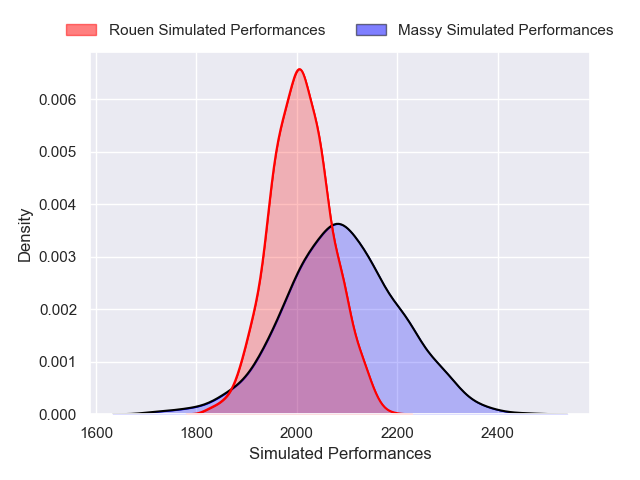 Rouen Simulated Performances Massy Simulated Performances
0.006
0.005
0.004
0.003
0.002
0.001
0.000
Density
1600 1800 2000 2200 2400
Simulated Performances